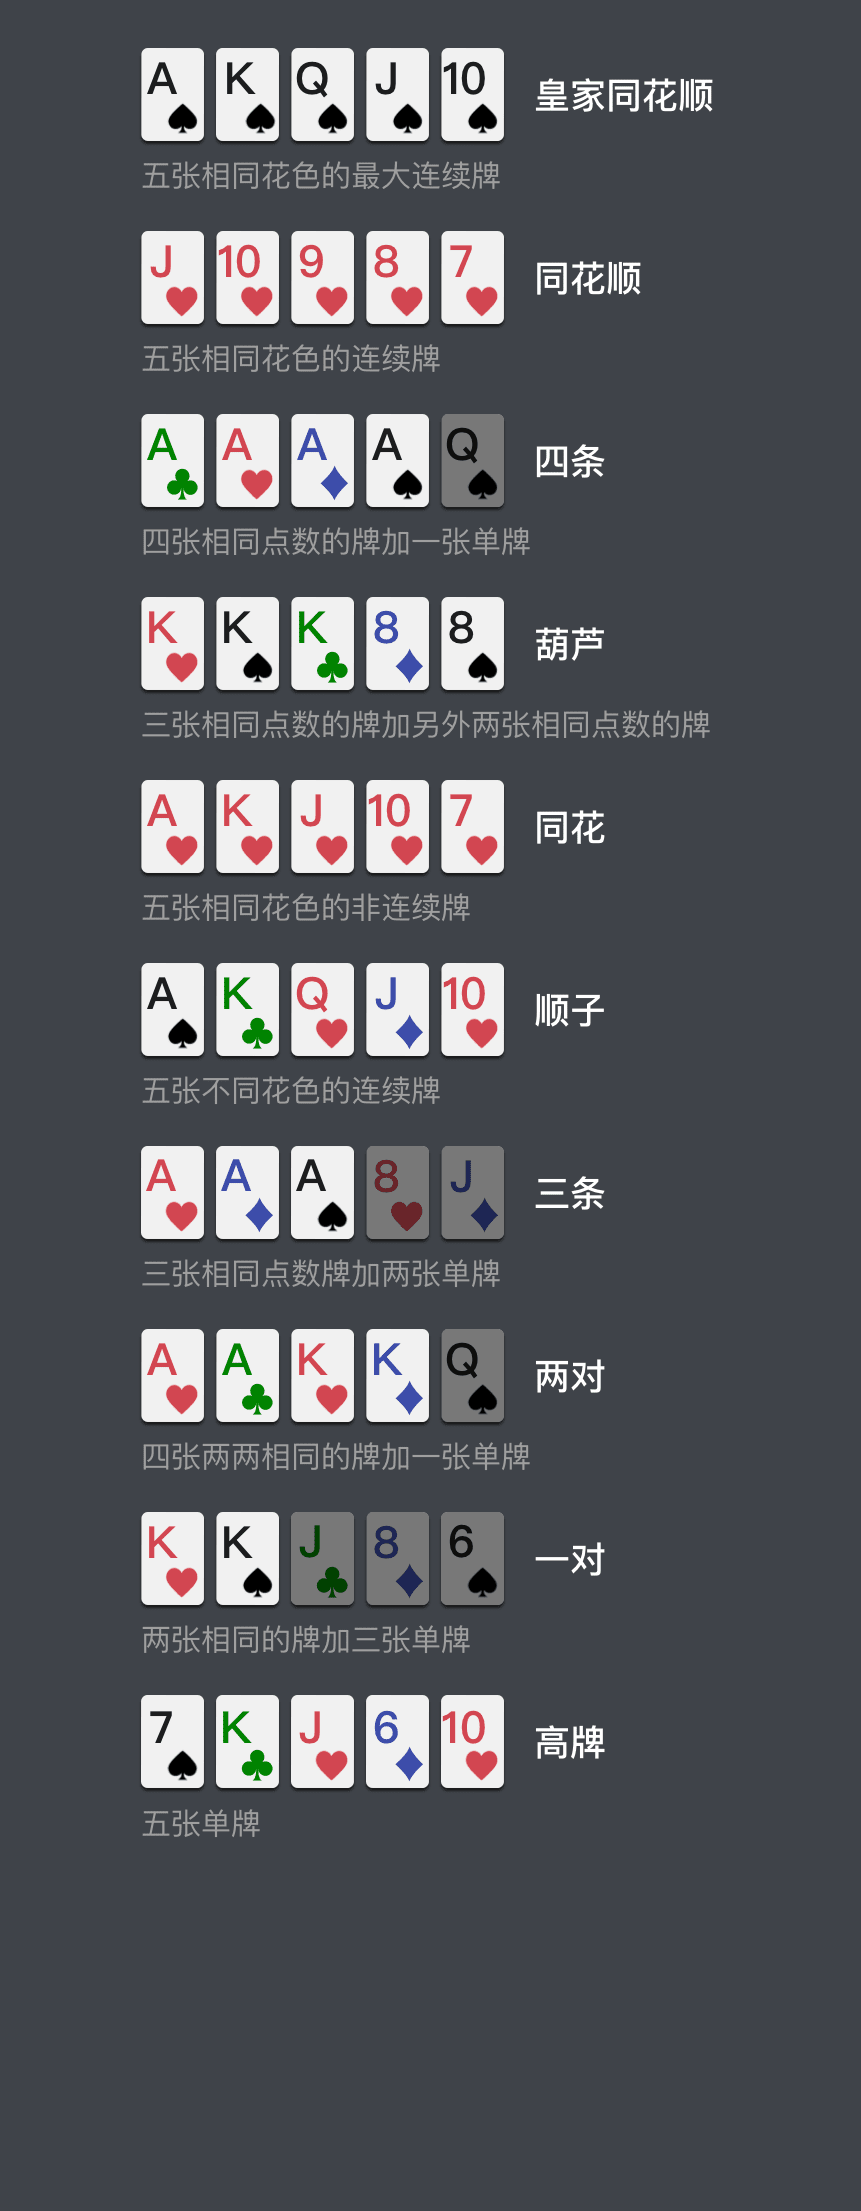 A K Q J 10 皇家同花顺
五张相同花色的最大连续牌
J 10 9 8 7 同花顺
五张相同花色的连续牌
A A A A Q 四条
四张相同点数的牌加一张单牌
K K K 8 8 葫芦
三张相同点数的牌加另外两张相同点数的牌
A K J 10 7 同花
五张相同花色的非连续牌
A K Q J 10 顺子
五张不同花色的连续牌
A A A 8 J 三条
三张相同点数牌加两张单牌
A A K K Q 两对
四张两两相同的牌加一张单牌
K K J 8 6 一对
两张相同的牌加三张单牌
7 K J 6 10 高牌
五张单牌